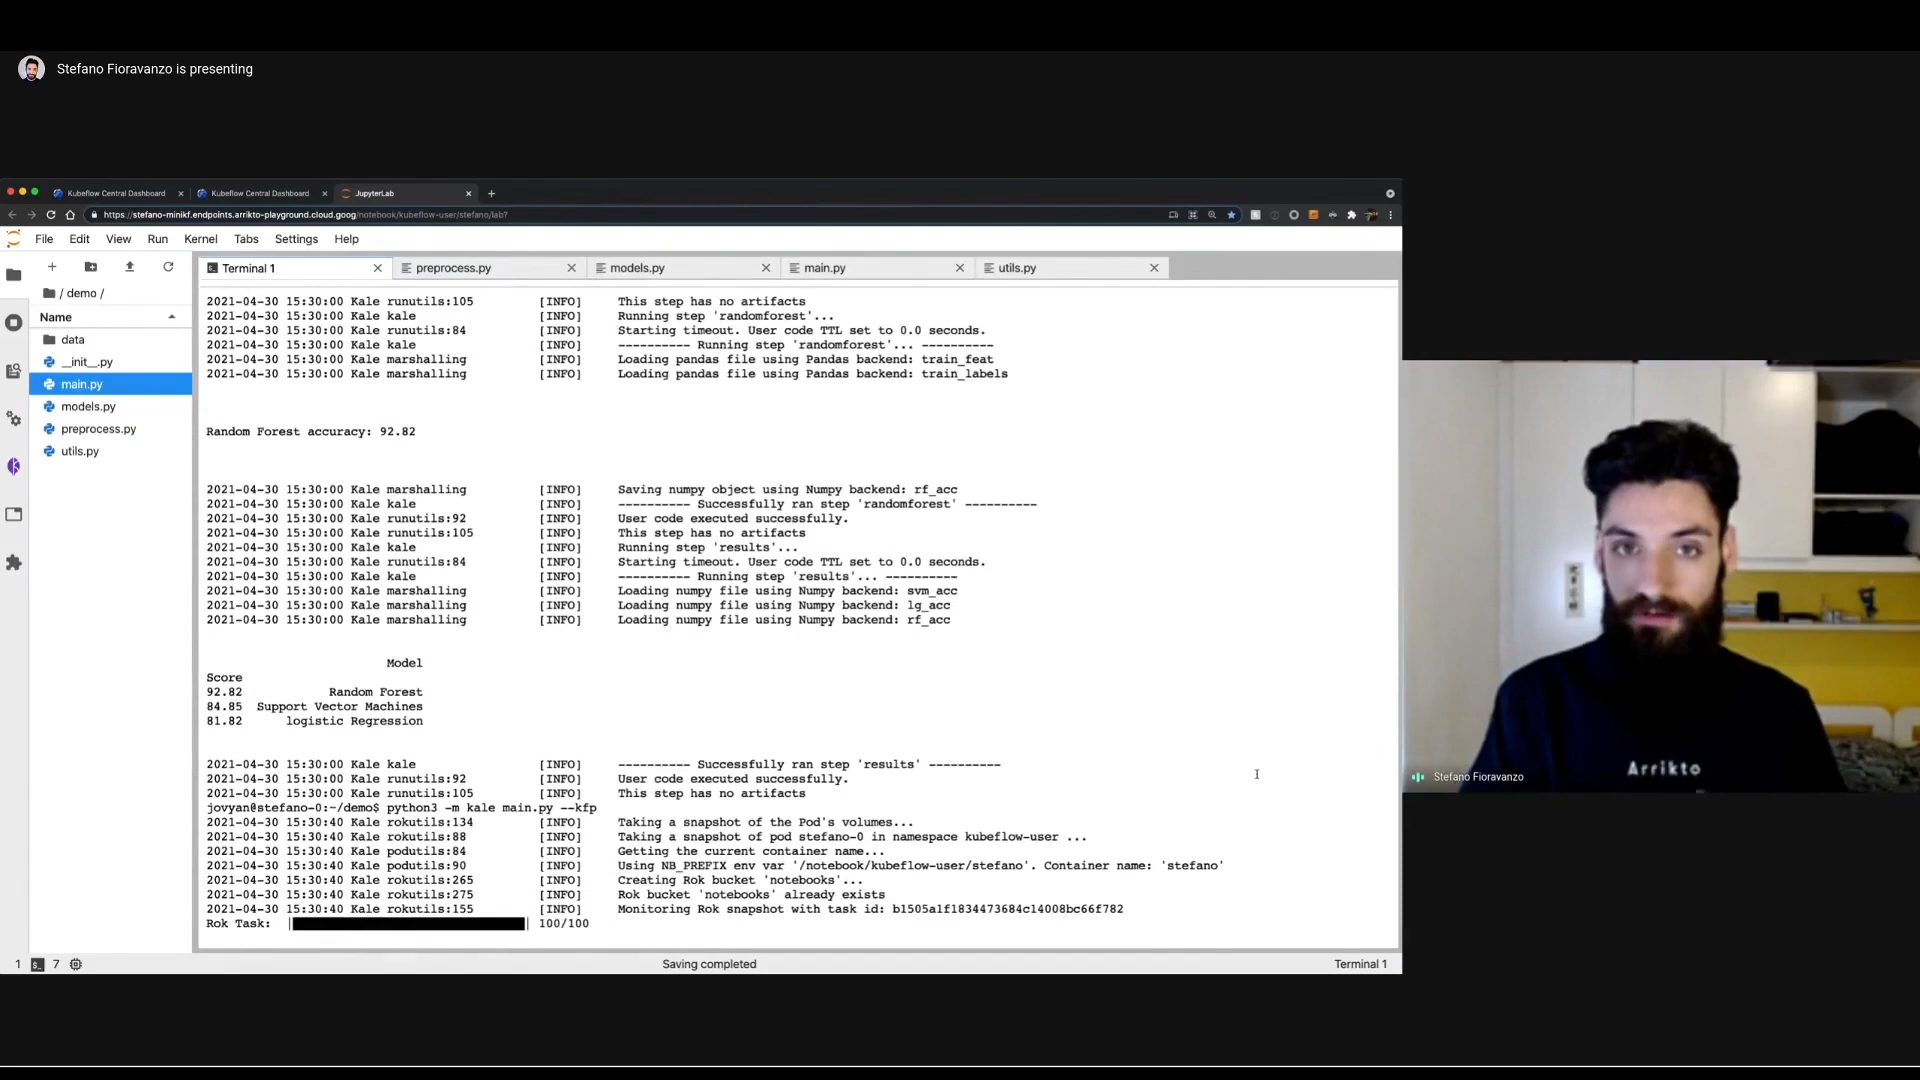 Stefano Fioravanzo is presenting
Kubeflow Central Dashboard
Kubeflow Central Dashboard
JupyterLab
https://stefano-minikf.endpoints.arrikto-playground.cloud.goog/notebook/kubeflow-user/stefano/lab?
File Edit View Run Kernel Tabs Settings Help
/ demo /
Name
data
__init__.py
main.py
models.py
preprocess.py
utils.py
Terminal 1
preprocess.py
models.py
main.py
utils.py
2021-04-30 15:30:00 Kale runutils:105 [INFO] This step has no artifacts
2021-04-30 15:30:00 Kale kale [INFO] Running step 'randomforest'...
2021-04-30 15:30:00 Kale runutils:84 [INFO] Starting timeout. User code TTL set to 0.0 seconds.
2021-04-30 15:30:00 Kale kale [INFO] ---------- Running step 'randomforest'... ----------
2021-04-30 15:30:00 Kale marshalling [INFO] Loading pandas file using Pandas backend: train_feat
2021-04-30 15:30:00 Kale marshalling [INFO] Loading pandas file using Pandas backend: train_labels
Random Forest accuracy: 92.82
2021-04-30 15:30:00 Kale marshalling [INFO] Saving numpy object using Numpy backend: rf_acc
2021-04-30 15:30:00 Kale kale [INFO] ---------- Successfully ran step 'randomforest' ----------
2021-04-30 15:30:00 Kale runutils:92 [INFO] User code executed successfully.
2021-04-30 15:30:00 Kale runutils:105 [INFO] This step has no artifacts
2021-04-30 15:30:00 Kale kale [INFO] Running step 'results'...
2021-04-30 15:30:00 Kale runutils:84 [INFO] Starting timeout. User code TTL set to 0.0 seconds.
2021-04-30 15:30:00 Kale kale [INFO] ---------- Running step 'results'... ----------
2021-04-30 15:30:00 Kale marshalling [INFO] Loading numpy file using Numpy backend: svm_acc
2021-04-30 15:30:00 Kale marshalling [INFO] Loading numpy file using Numpy backend: lg_acc
2021-04-30 15:30:00 Kale marshalling [INFO] Loading numpy file using Numpy backend: rf_acc
Model
Score
92.82 Random Forest
84.85 Support Vector Machines
81.82 logistic Regression
2021-04-30 15:30:00 Kale kale [INFO] ---------- Successfully ran step 'results' ----------
2021-04-30 15:30:00 Kale runutils:92 [INFO] User code executed successfully.
2021-04-30 15:30:00 Kale runutils:105 [INFO] This step has no artifacts
jovyan@stefano-0:~/demo$ python3 -m kale main.py --kfp
2021-04-30 15:30:40 Kale rokutils:134 [INFO] Taking a snapshot of the Pod's volumes...
2021-04-30 15:30:40 Kale rokutils:88 [INFO] Taking a snapshot of pod stefano-0 in namespace kubeflow-user ...
2021-04-30 15:30:40 Kale podutils:84 [INFO] Getting the current container name...
2021-04-30 15:30:40 Kale podutils:90 [INFO] Using NB_PREFIX env var '/notebook/kubeflow-user/stefano'. Container name: 'stefano'
2021-04-30 15:30:40 Kale rokutils:265 [INFO] Creating Rok bucket 'notebooks'...
2021-04-30 15:30:40 Kale rokutils:275 [INFO] Rok bucket 'notebooks' already exists
2021-04-30 15:30:40 Kale rokutils:155 [INFO] Monitoring Rok snapshot with task id: b1505a1f1834473684c14008bc66f782
Rok Task: | | 100/100
1 7
Saving completed
Terminal 1
Arrikto
Stefano Fioravanzo